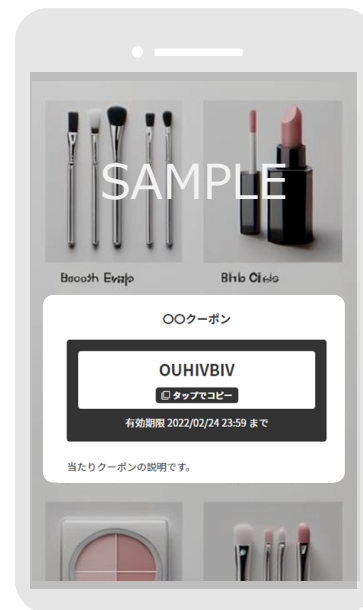 SAMPLE
〇〇クーポン
OUHIVBIV
タップでコピー
有効期限 2022/02/24 23:59 まで
当たりクーポンの説明です。